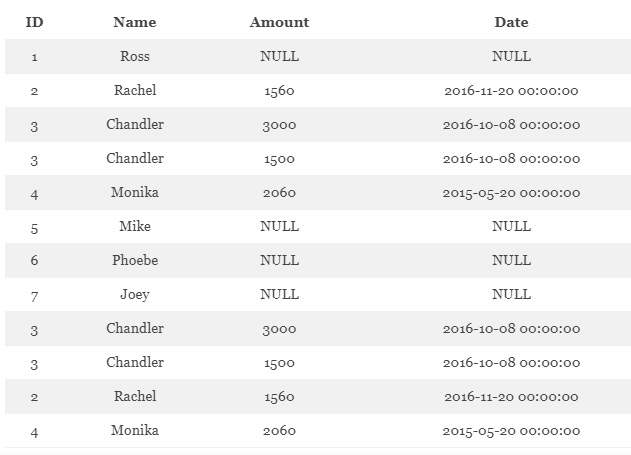 ID Name Amount Date
1 Ross NULL NULL
2 Rachel 1560 2016-11-20 00:00:00
3 Chandler 3000 2016-10-08 00:00:00
3 Chandler 1500 2016-10-08 00:00:00
4 Monika 2060 2015-05-20 00:00:00
5 Mike NULL NULL
6 Phoebe NULL NULL
7 Joey NULL NULL
3 Chandler 3000 2016-10-08 00:00:00
3 Chandler 1500 2016-10-08 00:00:00
2 Rachel 1560 2016-11-20 00:00:00
4 Monika 2060 2015-05-20 00:00:00